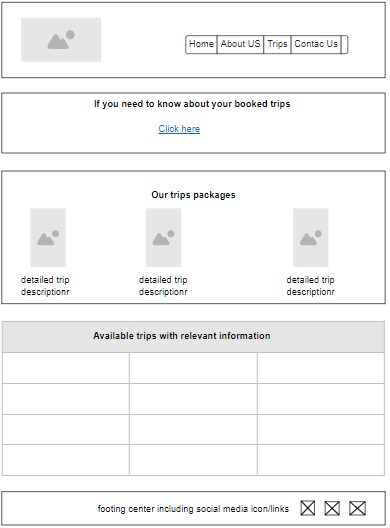 Home About US Trips Contac Us
If you need to know about your booked trips
Click here
Our trips packages
detailed trip descriptionr
detailed trip descriptionr
detailed trip descriptionr
Available trips with relevant information
footing center including social media icon/links